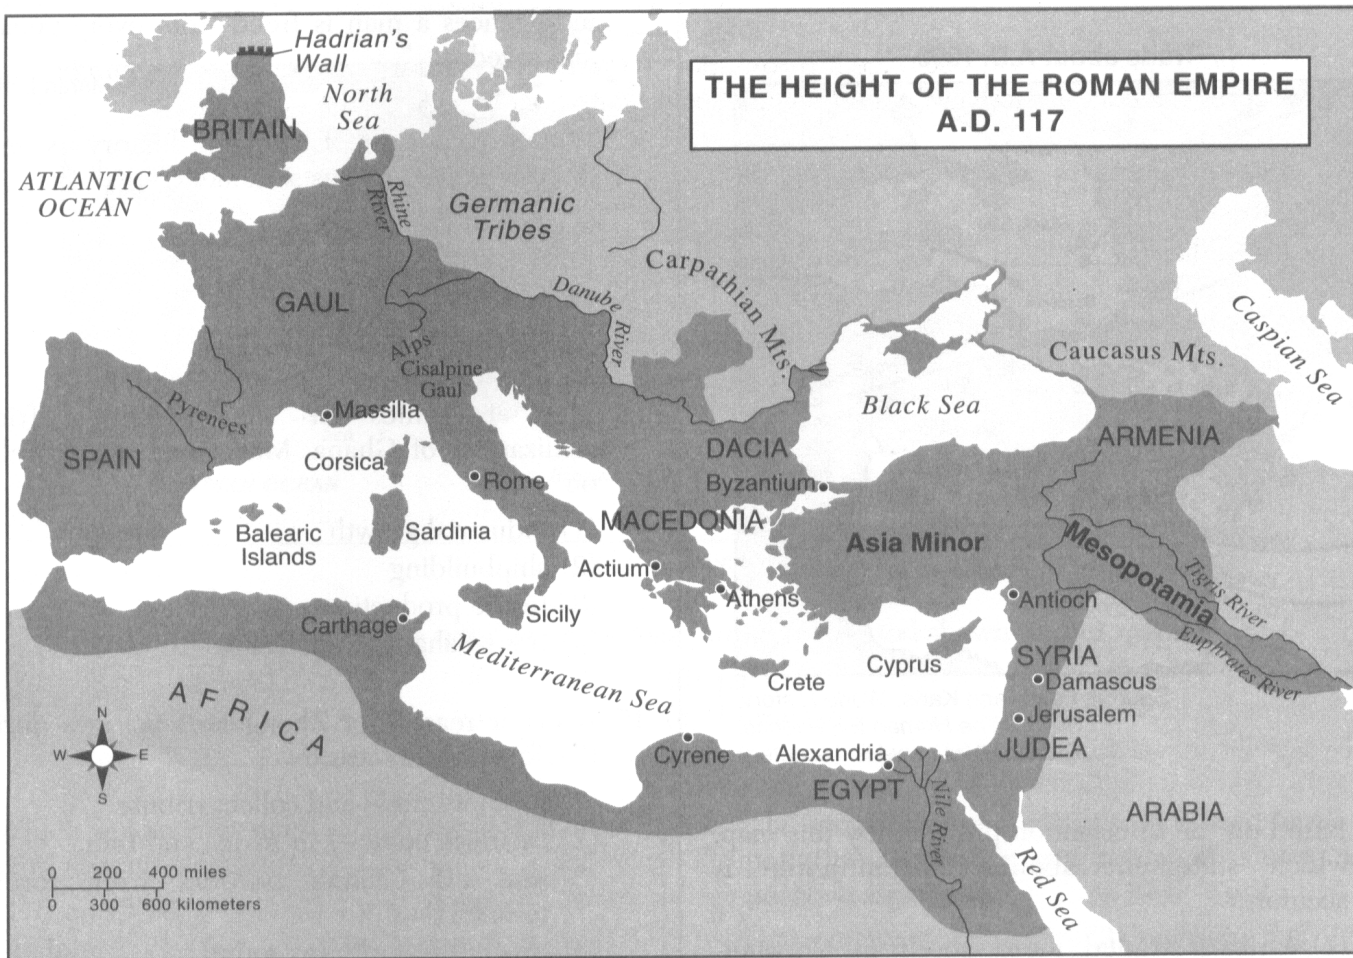 THE HEIGHT OF THE ROMAN EMPIRE
A.D. 117
Hadrian's
Wall
North
Sea
BRITAIN
ATLANTIC
OCEAN
Rhine
River
Germanic
Tribes
Carpathian Mts.
Danube River
GAUL
Alps
Cisalpine
Gaul
Caucasus Mts.
Caspian Sea
Black Sea
Pyrenees
Massilia
SPAIN
Corsica
Rome
DACIA
Byzantium
ARMENIA
Balearic
Islands
Sardinia
MACEDONIA
Asia Minor
Mesopotamia
Tigris River
Euphrates River
Actium
Athens
Antioch
Carthage
Sicily
Mediterranean Sea
Crete
Cyprus
SYRIA
Damascus
Jerusalem
JUDEA
AFRICA
Cyrene
Alexandria
EGYPT
Nile River
ARABIA
Red Sea
N
W E
S
0 200 400 miles
0 300 600 kilometers